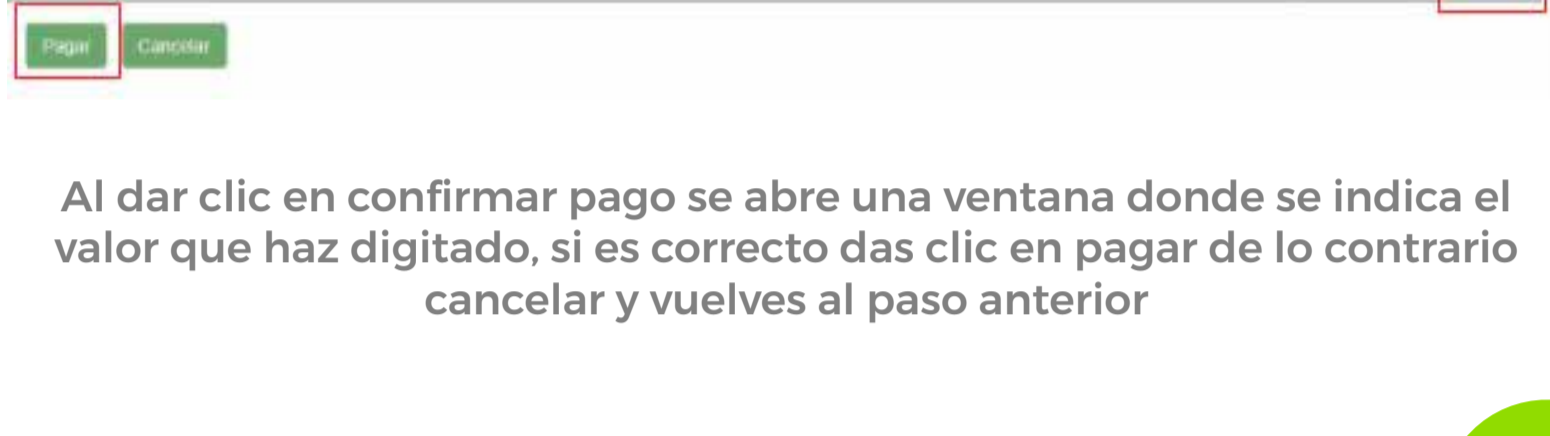 Pagar Cancelar
Al dar clic en confirmar pago se abre una ventana donde se indica el
valor que haz digitado, si es correcto das clic en pagar de lo contrario
cancelar y vuelves al paso anterior